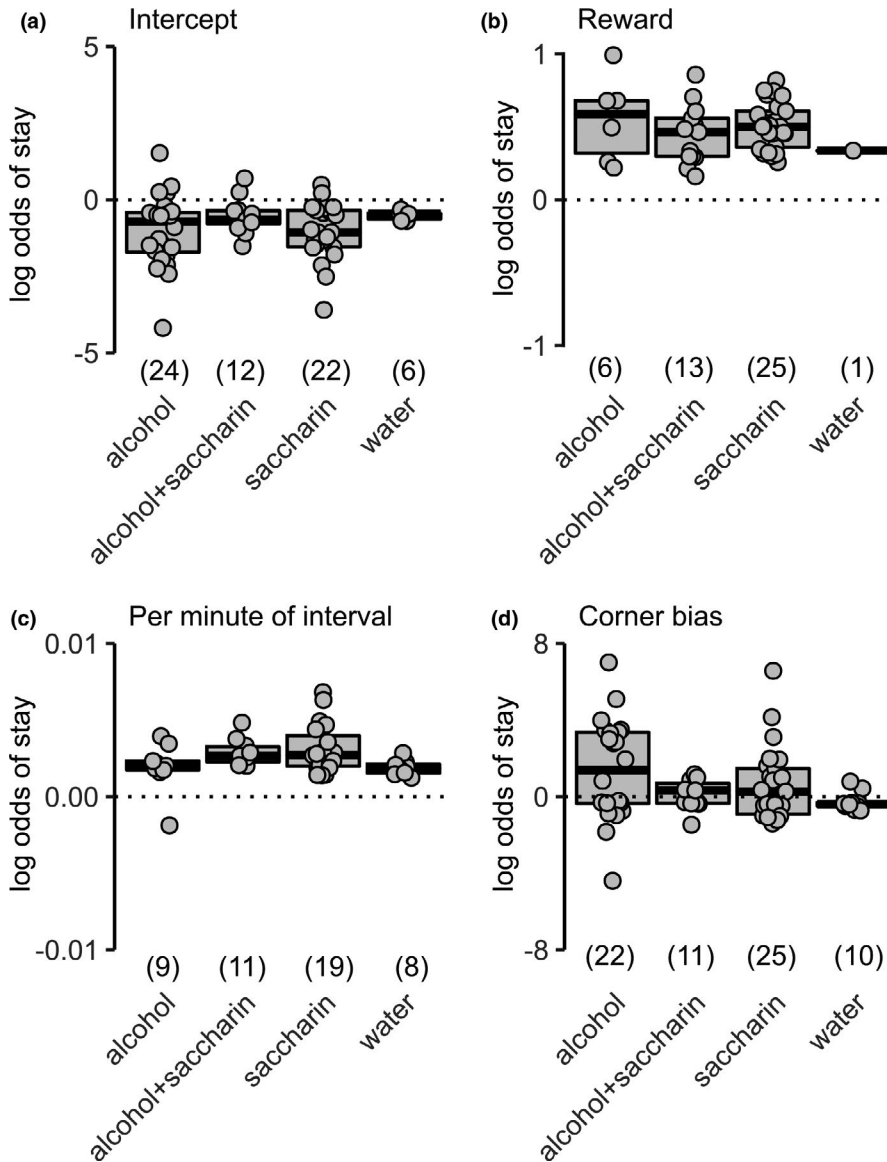 (a) Intercept
log odds of stay
5
0
-5
(24) (12) (22) (6)
alcohol
alcohol+saccharin
saccharin
water
(b) Reward
log odds of stay
1
0
-1
(6) (13) (25) (1)
alcohol
alcohol+saccharin
saccharin
water
(c) Per minute of interval
log odds of stay
0.01
0.00
-0.01
(9) (11) (19) (8)
alcohol
alcohol+saccharin
saccharin
water
(d) Corner bias
log odds of stay
8
0
-8
(22) (11) (25) (10)
alcohol
alcohol+saccharin
saccharin
water